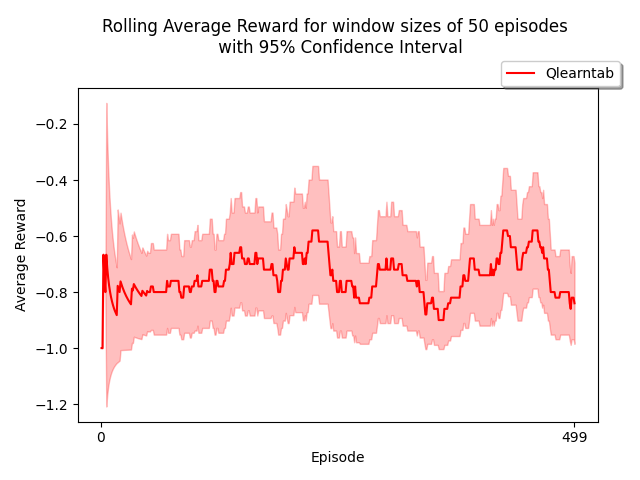 Rolling Average Reward for window sizes of 50 episodes
with 95% Confidence Interval
Qlearntab
Average Reward
−0.2
−0.4
−0.6
−0.8
−1.0
−1.2
0
499
Episode